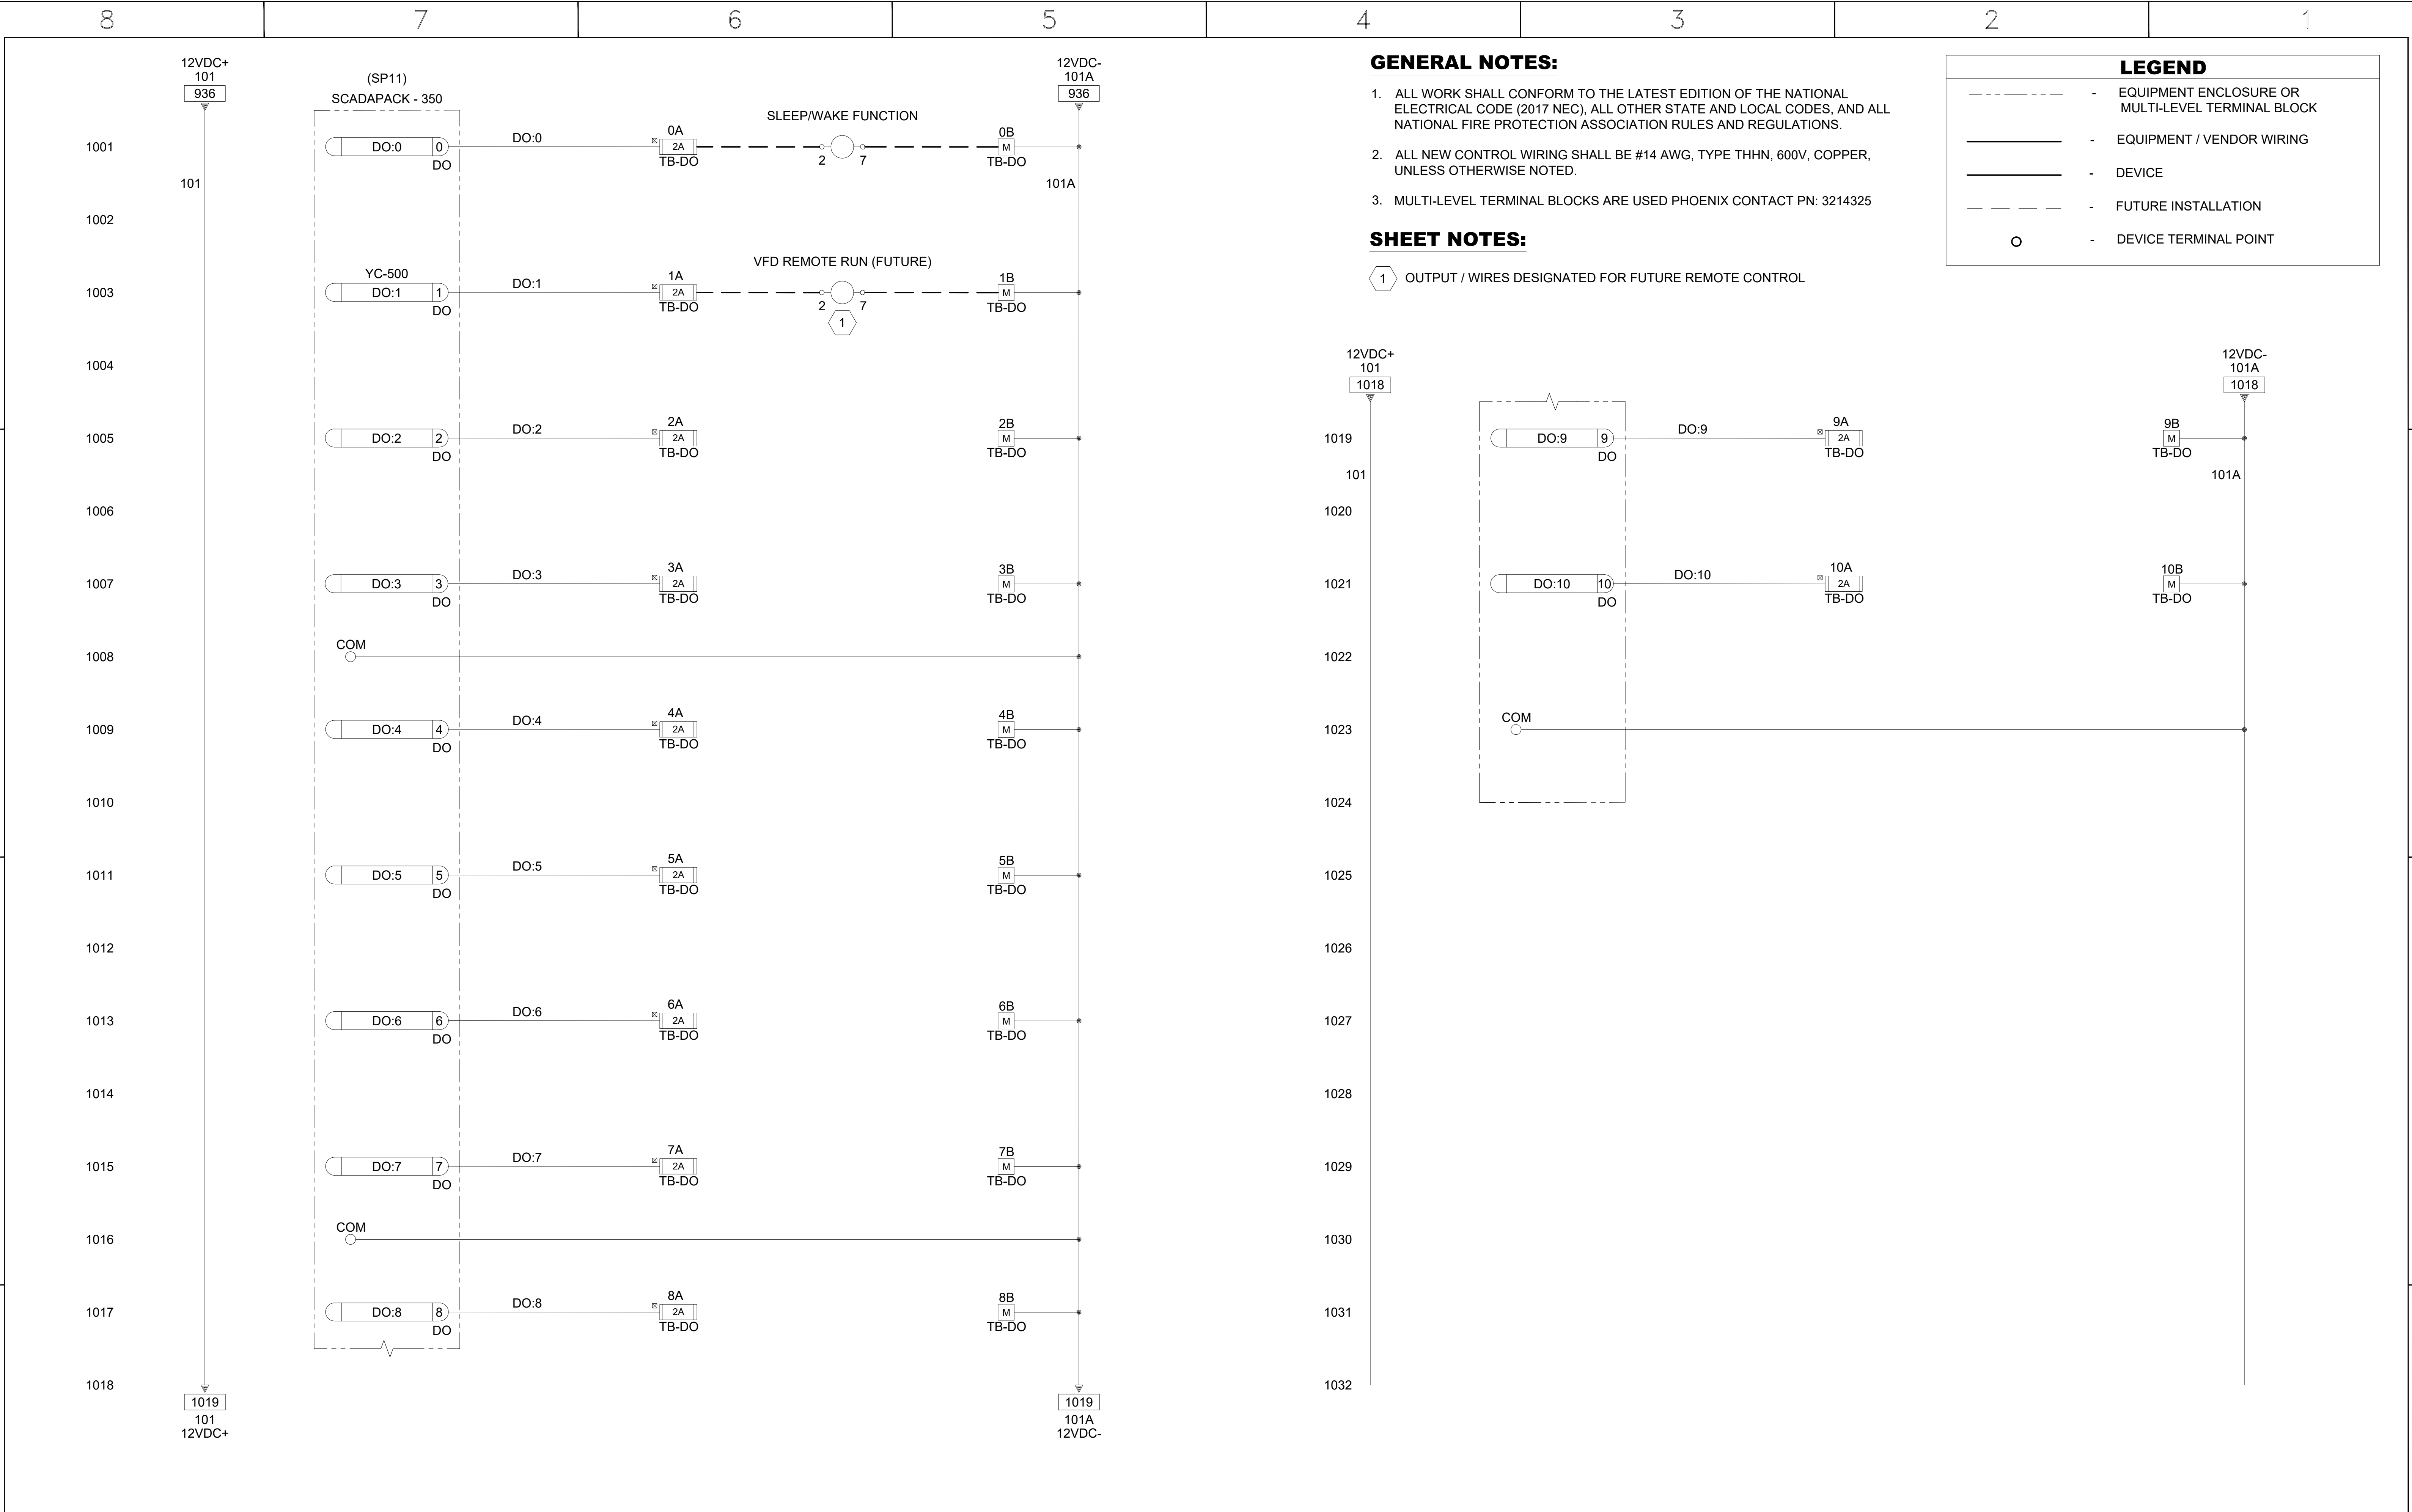 8 7 6 5 4 3 2 1
12VDC+
101
936
(SP11)
SCADAPACK - 350
12VDC-
101A
936
1001
DO:0 0
DO
DO:0
0A
2A
TB-DO
SLEEP/WAKE FUNCTION
2 7
0B
M
TB-DO
101
101A
1002
YC-500
1003
DO:1 1
DO
DO:1
1A
2A
TB-DO
VFD REMOTE RUN (FUTURE)
2 7
1
1B
M
TB-DO
1004
1005
DO:2 2
DO
DO:2
2A
2A
TB-DO
2B
M
TB-DO
1006
1007
DO:3 3
DO
DO:3
3A
2A
TB-DO
3B
M
TB-DO
COM
1008
1009
DO:4 4
DO
DO:4
4A
2A
TB-DO
4B
M
TB-DO
1010
1011
DO:5 5
DO
DO:5
5A
2A
TB-DO
5B
M
TB-DO
1012
1013
DO:6 6
DO
DO:6
6A
2A
TB-DO
6B
M
TB-DO
1014
1015
DO:7 7
DO
DO:7
7A
2A
TB-DO
7B
M
TB-DO
COM
1016
1017
DO:8 8
DO
DO:8
8A
2A
TB-DO
8B
M
TB-DO
1018
1019
101
12VDC+
1019
101A
12VDC-
GENERAL NOTES:
1. ALL WORK SHALL CONFORM TO THE LATEST EDITION OF THE NATIONAL
ELECTRICAL CODE (2017 NEC), ALL OTHER STATE AND LOCAL CODES, AND ALL
NATIONAL FIRE PROTECTION ASSOCIATION RULES AND REGULATIONS.
2. ALL NEW CONTROL WIRING SHALL BE #14 AWG, TYPE THHN, 600V, COPPER,
UNLESS OTHERWISE NOTED.
3. MULTI-LEVEL TERMINAL BLOCKS ARE USED PHOENIX CONTACT PN: 3214325
SHEET NOTES:
1 OUTPUT / WIRES DESIGNATED FOR FUTURE REMOTE CONTROL
LEGEND
- EQUIPMENT ENCLOSURE OR
MULTI-LEVEL TERMINAL BLOCK
- EQUIPMENT / VENDOR WIRING
- DEVICE
- FUTURE INSTALLATION
- DEVICE TERMINAL POINT
12VDC+
101
1018
12VDC-
101A
1018
1019
DO:9 9
DO
DO:9
9A
2A
TB-DO
9B
M
TB-DO
101
101A
1020
1021
DO:10 10
DO
DO:10
10A
2A
TB-DO
10B
M
TB-DO
1022
COM
1023
1024
1025
1026
1027
1028
1029
1030
1031
1032